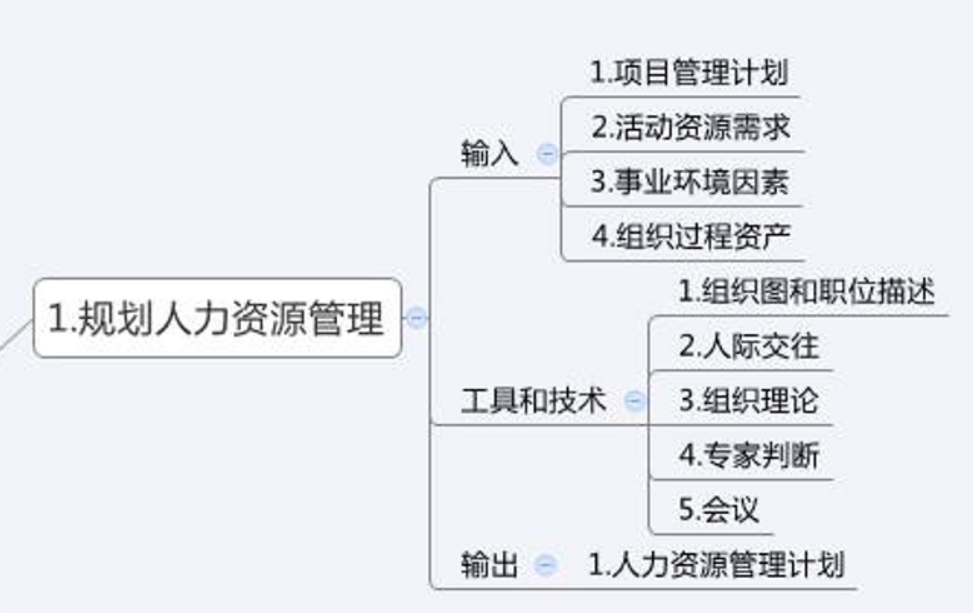 1.规划人力资源管理
输入
1.项目管理计划
2.活动资源需求
3.事业环境因素
4.组织过程资产
工具和技术
1.组织图和职位描述
2.人际交往
3.组织理论
4.专家判断
5.会议
输出
1.人力资源管理计划